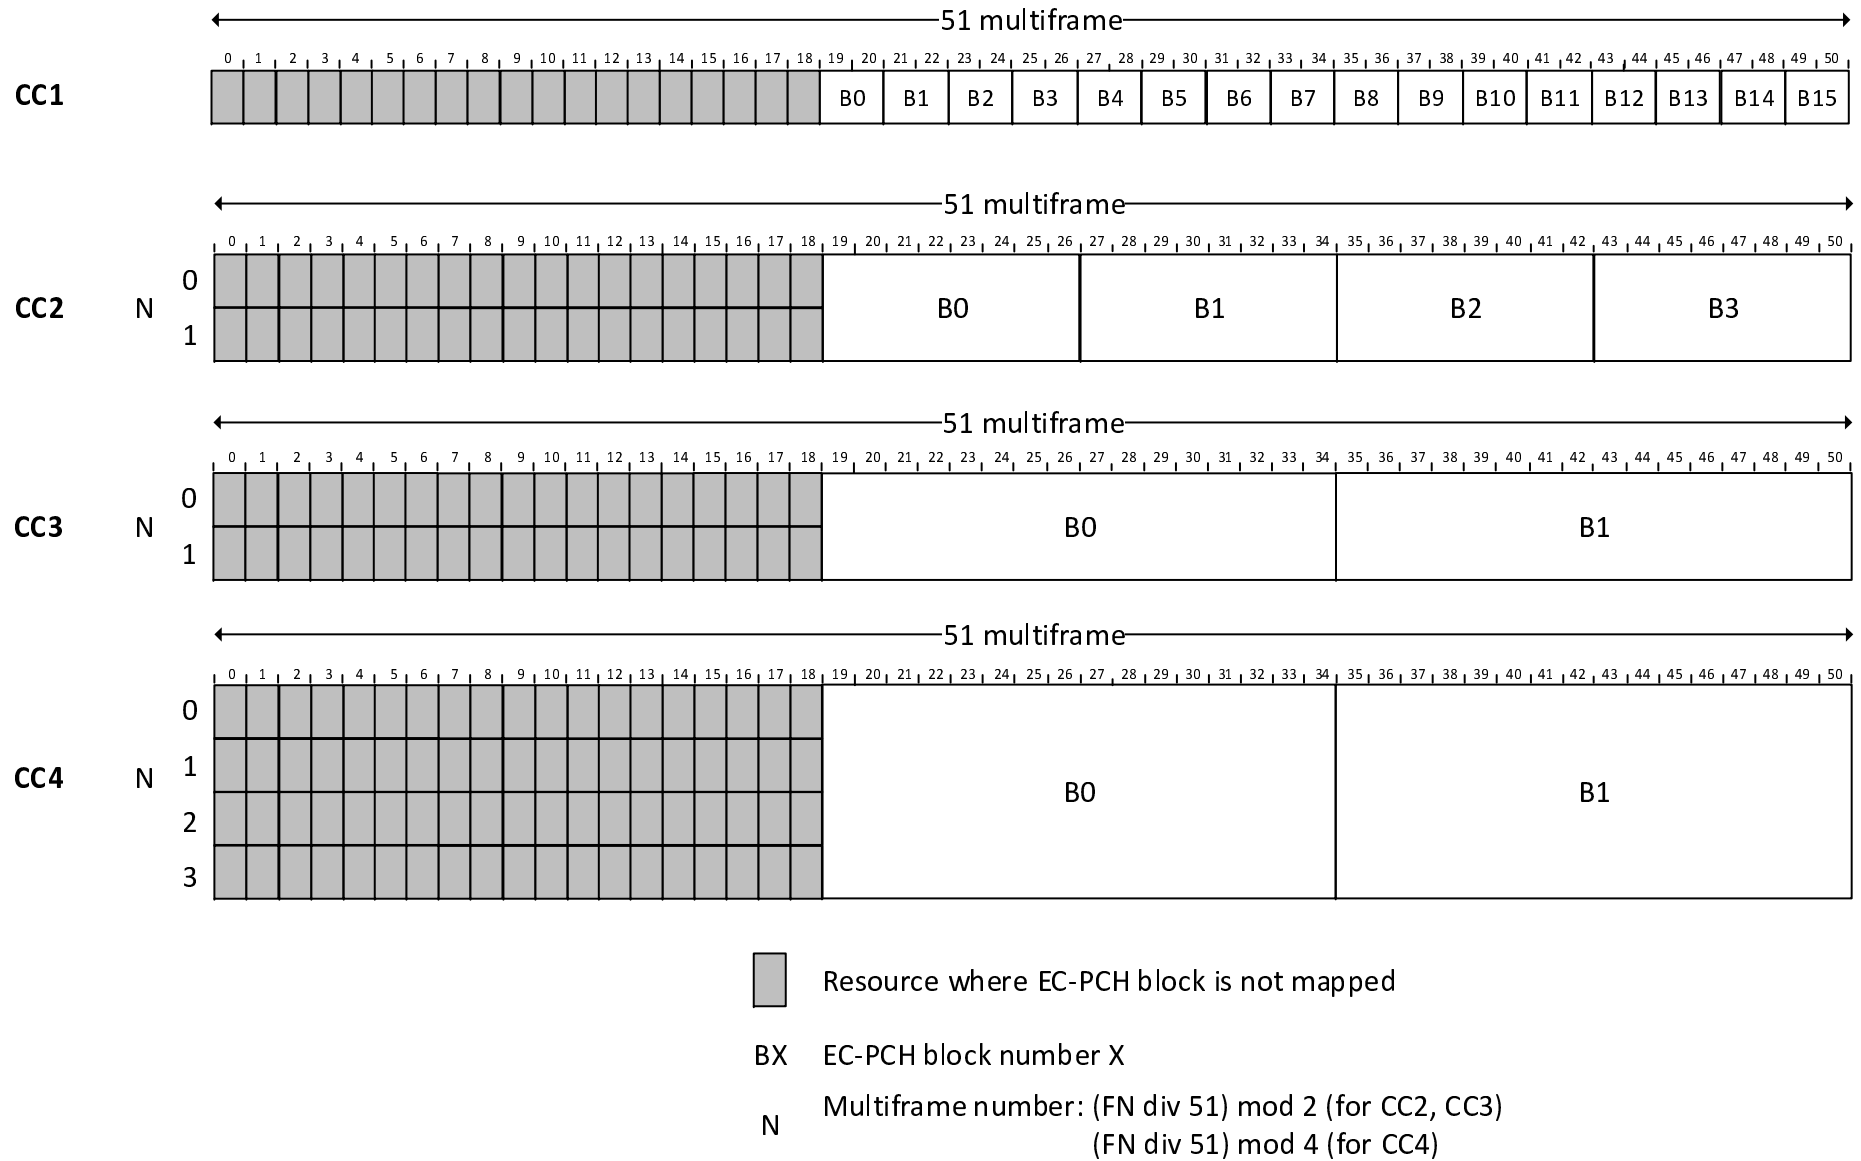 51 multiframe
0 1 2 3 4 5 6 7 8 9 10 11 12 13 14 15 16 17 18 19 20 21 22 23 24 25 26 27 28 29 30 31 32 33 34 35 36 37 38 39 40 41 42 43 44 45 46 47 48 49 50
CC1 B0 B1 B2 B3 B4 B5 B6 B7 B8 B9 B10 B11 B12 B13 B14 B15
51 multiframe
0 1 2 3 4 5 6 7 8 9 10 11 12 13 14 15 16 17 18 19 20 21 22 23 24 25 26 27 28 29 30 31 32 33 34 35 36 37 38 39 40 41 42 43 44 45 46 47 48 49 50
0
CC2 N B0 B1 B2 B3
1
51 multiframe
0 1 2 3 4 5 6 7 8 9 10 11 12 13 14 15 16 17 18 19 20 21 22 23 24 25 26 27 28 29 30 31 32 33 34 35 36 37 38 39 40 41 42 43 44 45 46 47 48 49 50
0
CC3 N B0 B1
1
51 multiframe
0 1 2 3 4 5 6 7 8 9 10 11 12 13 14 15 16 17 18 19 20 21 22 23 24 25 26 27 28 29 30 31 32 33 34 35 36 37 38 39 40 41 42 43 44 45 46 47 48 49 50
0
1
CC4 N B0 B1
2
3
Resource where EC-PCH block is not mapped
BX EC-PCH block number X
N Multiframe number: (FN div 51) mod 2 (for CC2, CC3)
(FN div 51) mod 4 (for CC4)